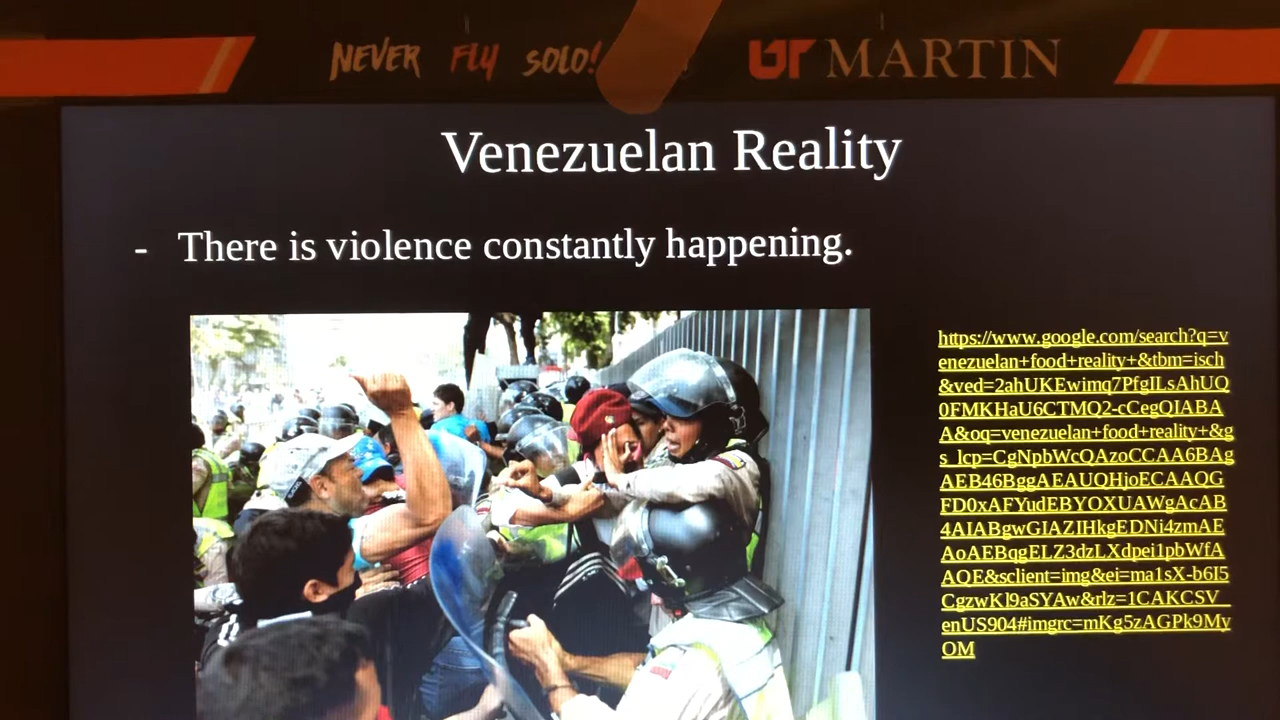 NEVER FLY SOLO!
UT MARTIN
Venezuelan Reality
- There is violence constantly happening.
https://www.google.com/search?q=v
enezuelan+food+reality+&tbm=isch
&ved=2ahUKEwimq7PfgILsAhUQ
0FMKHaU6CTMQ2-cCegQIABA
A&oq=venezuelan+food+reality+&g
s_lcp=CgNpbWcQAzoCCAA6BAg
AEB46BggAEAUQHjoECAAQG
FD0xAFYudEBYOXUAWgAcAB
4AIABgwGIAZIHkgEDNi4zmAE
AoAEBqgELZ3dzLXdpei1pbWfA
AQE&sclient=img&ei=ma1sX-b6I5
CgzwKl9aSYAw&rlz=1CAKCSV_
enUS904#imgrc=mKg5zAGPk9My
OM